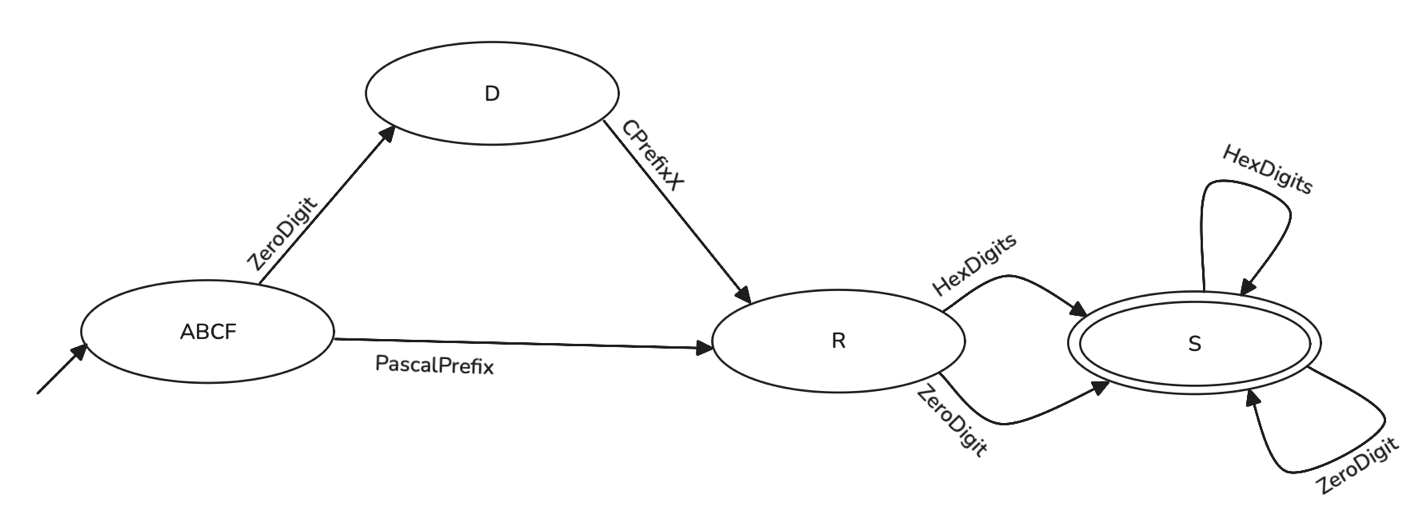 D
CPrefixX
ZeroDigit
HexDigits
ABCF
PascalPrefix
R
HexDigits
ZeroDigit
S
ZeroDigit